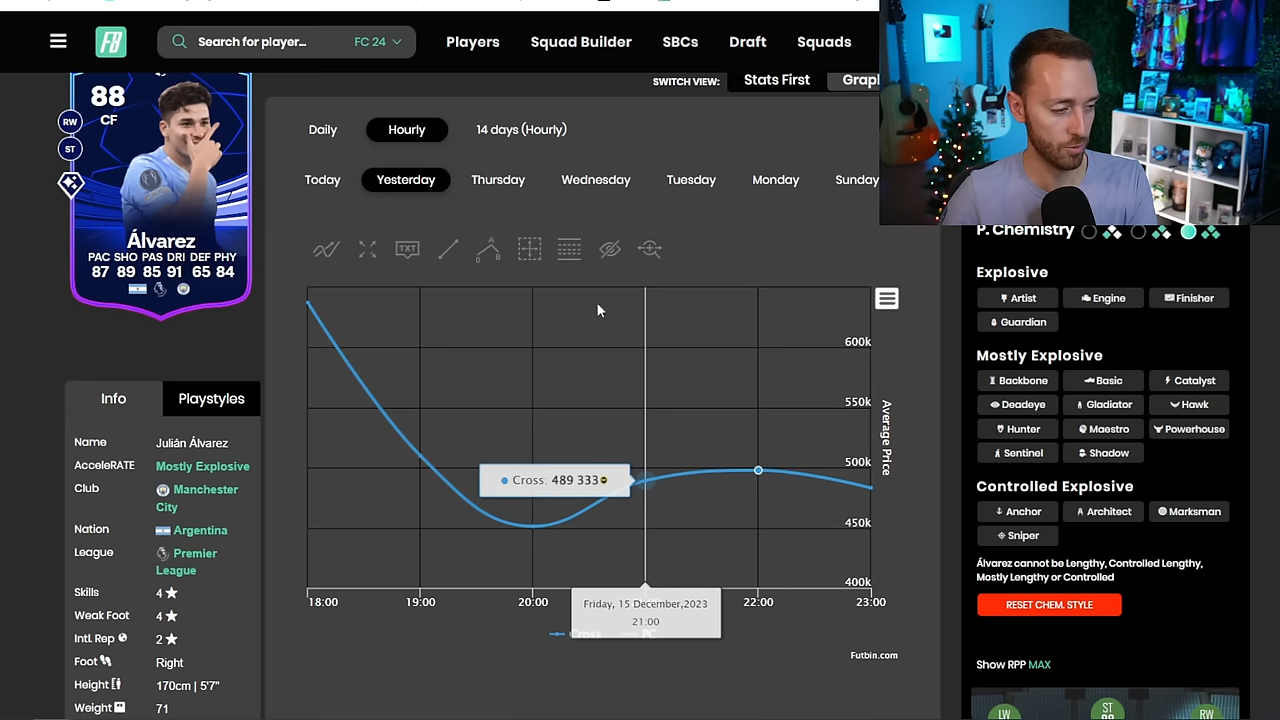 FB
Search for player...
FC 24
Players
Squad Builder
SBCs
Draft
Squads
SWITCH VIEW:
Stats First
Grap
88
CF
RW
ST
Álvarez
PAC SHO PAS DRI DEF PHY
87 89 85 91 65 84
Daily
Hourly
14 days (Hourly)
Today
Yesterday
Thursday
Wednesday
Tuesday
Monday
Sunday
TXT
600k
550k
500k
450k
400k
Average Price
Cross: 489 333
18:00
19:00
20:00
22:00
23:00
Friday, 15 December,2023
21:00
Cross
PC
Futbin.com
Info
Playstyles
Name Julián Álvarez
AcceleRATE Mostly Explosive
Club Manchester
City
Nation Argentina
League Premier
League
Skills 4
Weak Foot 4
Intl. Rep 2
Foot Right
Height 170cm | 5'7"
Weight 71
P. Chemistry
Explosive
Artist
Engine
Finisher
Guardian
Mostly Explosive
Backbone
Basic
Catalyst
Deadeye
Gladiator
Hawk
Hunter
Maestro
Powerhouse
Sentinel
Shadow
Controlled Explosive
Anchor
Architect
Marksman
Sniper
Álvarez cannot be Lengthy, Controlled Lengthy,
Mostly Lengthy or Controlled
RESET CHEM. STYLE
Show RPP MAX
LW
ST
RW